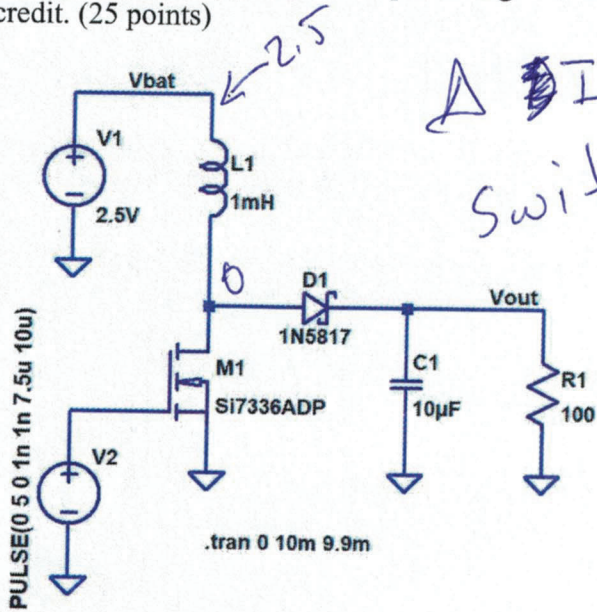 credit. (25 points)
2.5
Vbat
Δ I
Swit
V1
L1
1mH
2.5V
0
D1
Vout
1N5817
PULSE(0 5 0 1n 1n 7.5u 10u)
M1
Si7336ADP
C1
10µF
R1
100
V2
.tran 0 10m 9.9m